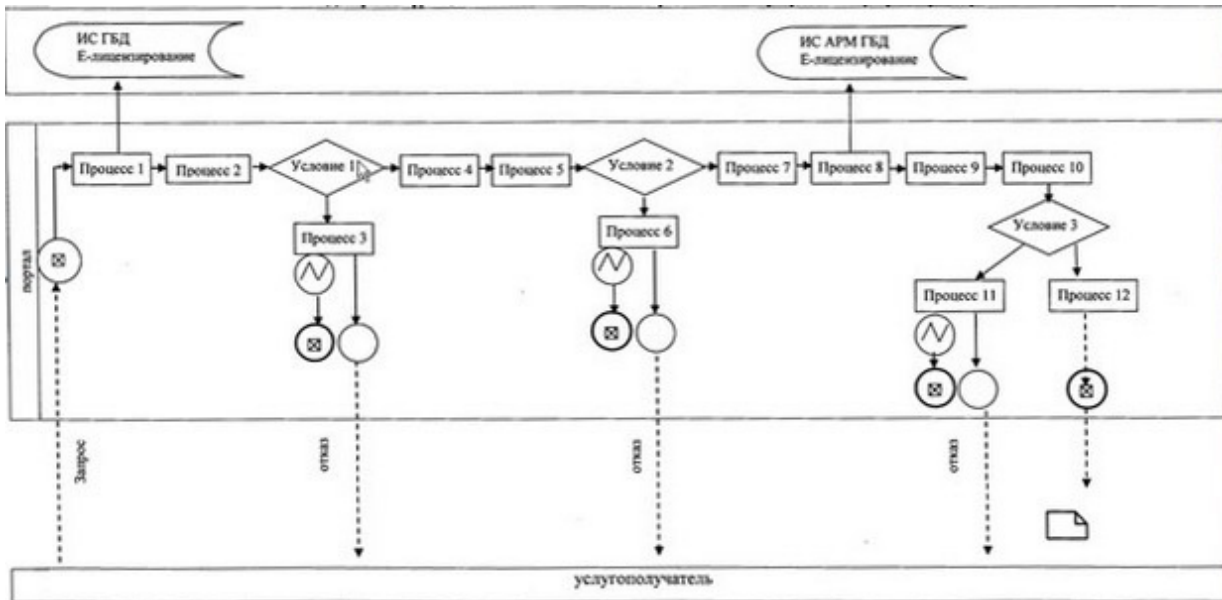 ИС ГБД
Е-лицензирование
ИС АРМ ГБД
Е-лицензирование
портал
Процесс 1
Процесс 2
Условие 1
Процесс 4
Процесс 5
Условие 2
Процесс 7
Процесс 8
Процесс 9
Процесс 10
Процесс 3
Процесс 6
Условие 3
Процесс 11
Процесс 12
Запрос
отказ
отказ
отказ
услугополучатель